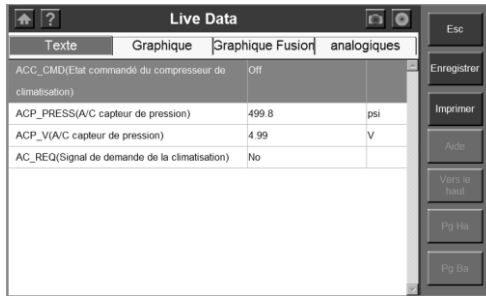 ?
Live Data
Texte
Graphique
Graphique Fusion
analogiques
ACC_CMD(Etat commandé du compresseur de
climatisation)
Off
ACP_PRESS(A/C capteur de pression)
499.8
psi
ACP_V(A/C capteur de pression)
4.99
V
AC_REQ(Signal de demande de la climatisation)
No
Esc
Enregistrer
Imprimer
Aide
Vers le
haut
Pg Ha
Pg Ba